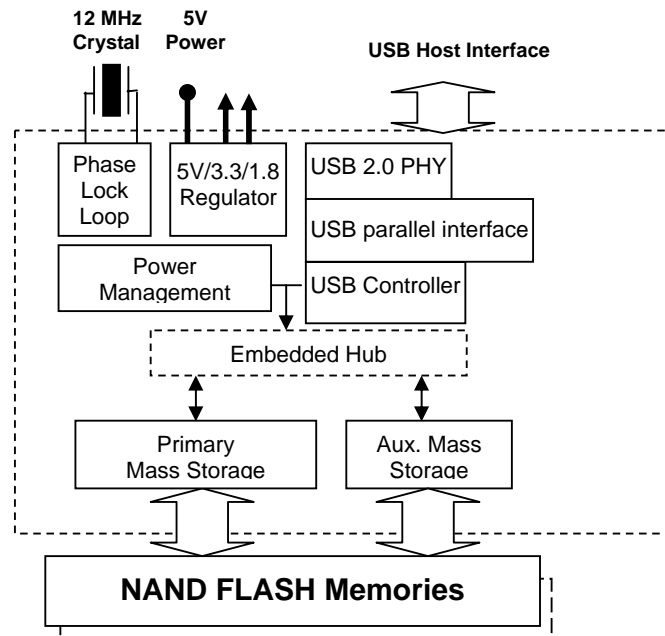 12 MHz
Crystal
5V
Power
USB Host Interface
Phase
Lock
Loop
5V/3.3/1.8
Regulator
USB 2.0 PHY
USB parallel interface
Power
Management
USB Controller
Embedded Hub
Primary
Mass Storage
Aux. Mass
Storage
NAND FLASH Memories